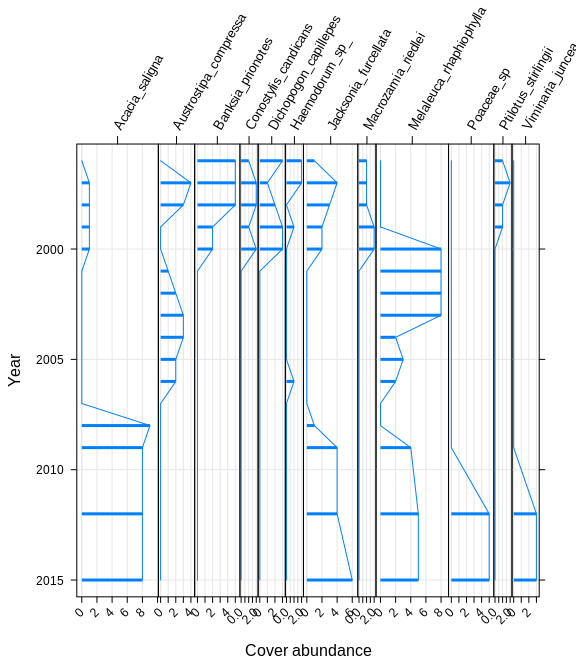 Acacia_saligna
Austrostipa_compressa
Banksia_prionotes
Conostylis_candicans
Dichopogon_capillepes
Haemodorum_sp_
Jacksonia_furcellata
Macrozamia_riedlei
Melaleuca_rhaphiophylla
Poaceae_sp
Ptilotus_stirlingii
Viminaria_juncea
Year
2000
2005
2010
2015
0 2 4 6 8
Cover abundance